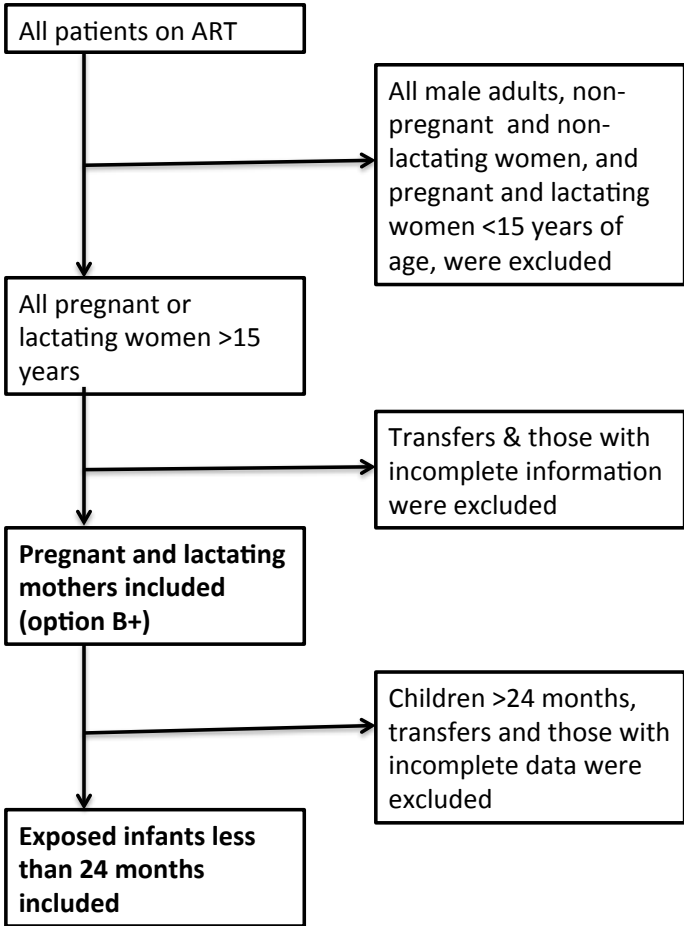 All patients on ART
All male adults, non-
pregnant and non-
lactating women, and
pregnant and lactating
women <15 years of
age, were excluded
All pregnant or
lactating women >15
years
Transfers & those with
incomplete information
were excluded
Pregnant and lactating
mothers included
(option B+)
Children >24 months,
transfers and those with
incomplete data were
excluded
Exposed infants less
than 24 months
included